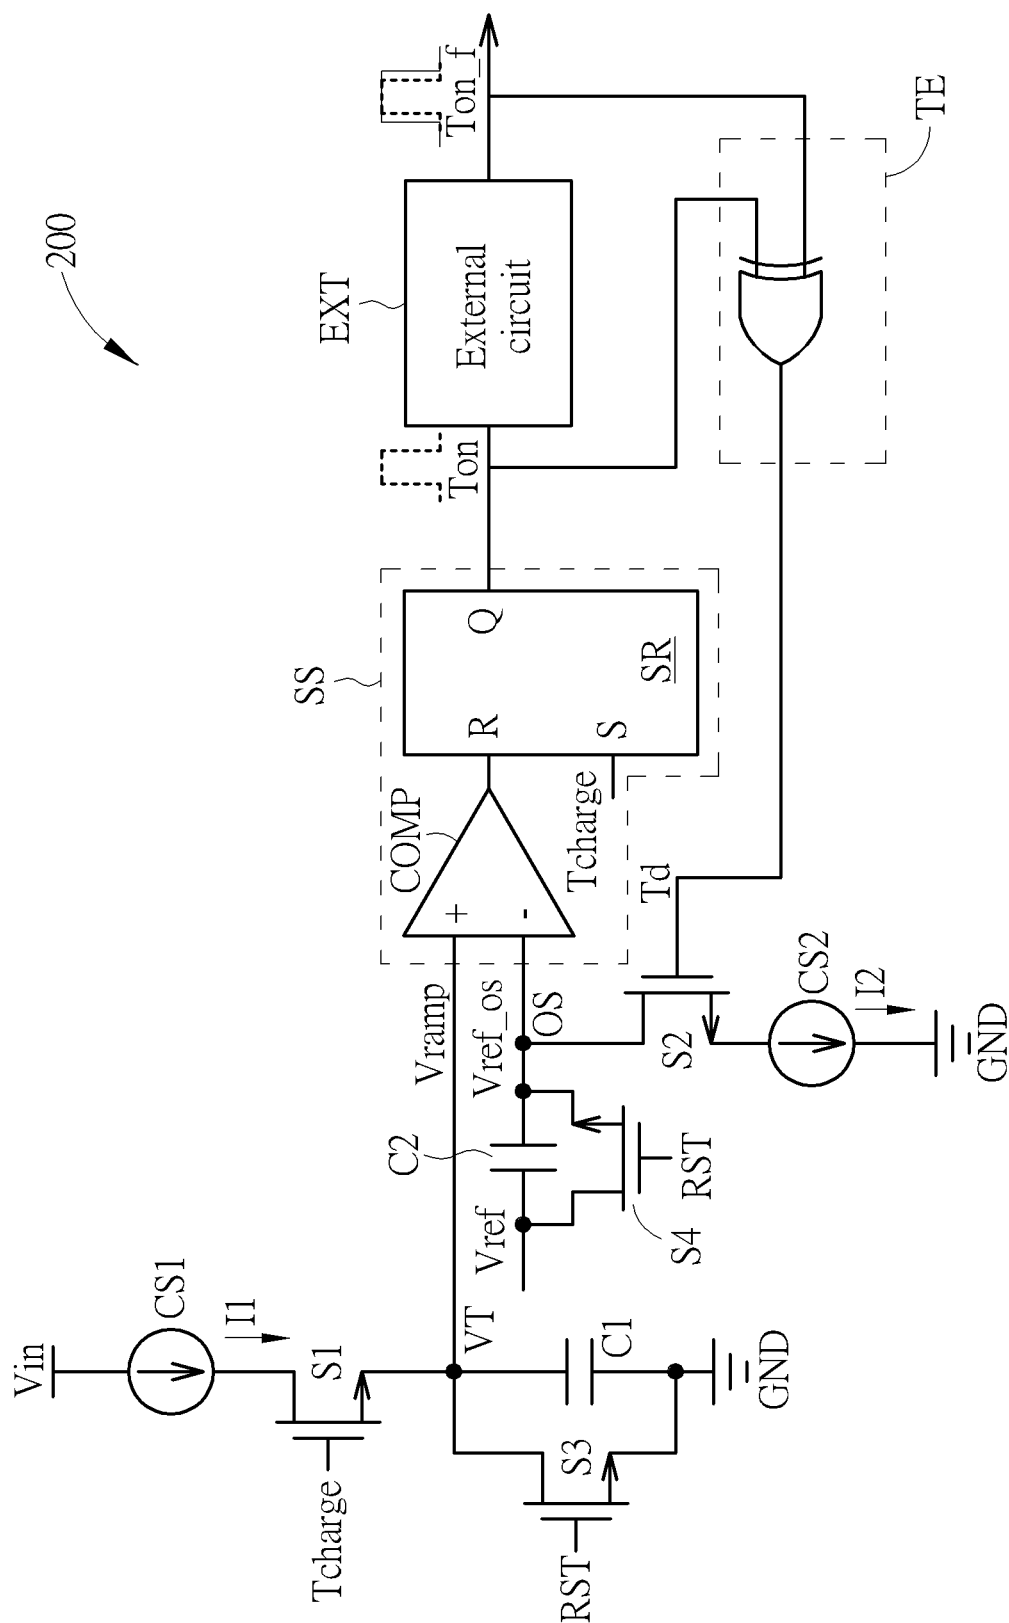 200
Vin
CS1
I1
Tcharge
S1
VT
RST
S3
C1
GND
Vramp
Vref
C2
Vref_os
OS
S4
RST
S2
Td
CS2
I2
GND
SS
COMP
+
-
R
Q
S
SR
Tcharge
Ton
EXT
External
circuit
Ton_f
TE